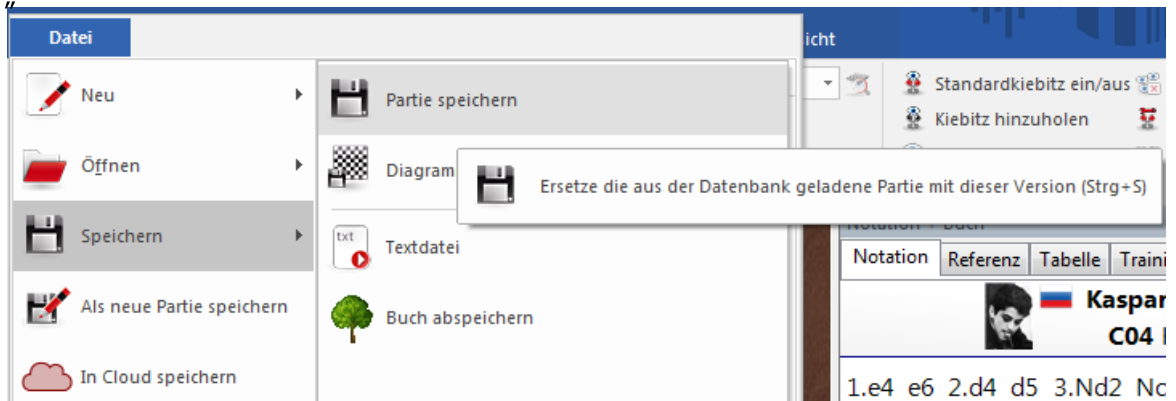 "
Datei
icht
Neu
Partie speichern
Standardkiebitz ein/aus
Kiebitz hinzuholen
Öffnen
Diagram
Ersetze die aus der Datenbank geladene Partie mit dieser Version (Strg+S)
Speichern
txt
Textdatei
Notation
Buch
Notation Referenz Tabelle Traini
Als neue Partie speichern
Buch abspeichern
Kaspar
C04
In Cloud speichern
1.e4 e6 2.d4 d5 3.Nd2 Nc